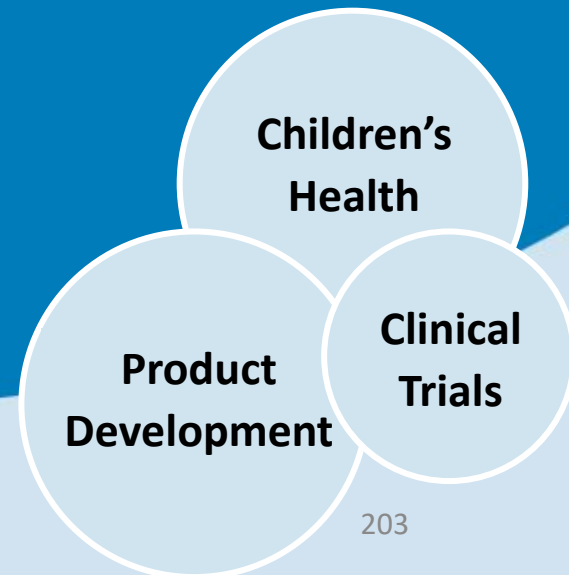 Children’s
Health
Clinical
Trials
Product
Development
203